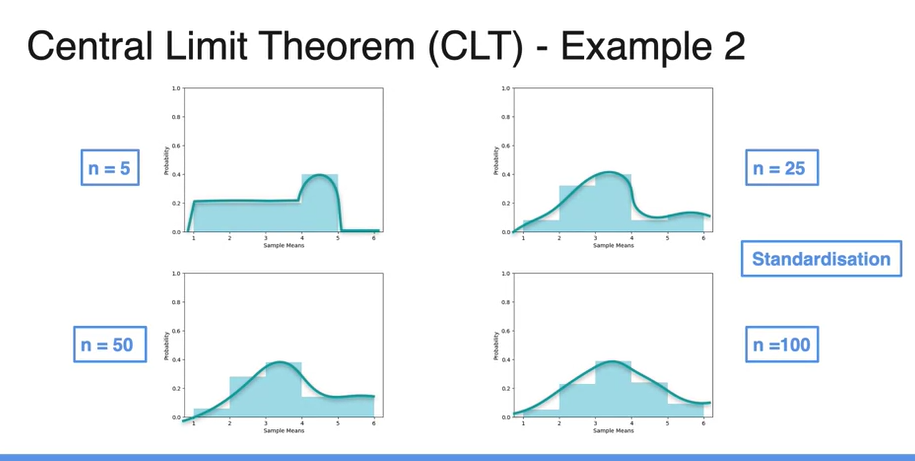 Central Limit Theorem (CLT) - Example 2
n = 5
1.0
0.8
0.6
0.4
0.2
0.0
Probability
1 2 3 4 5 6
Sample Means
1.0
0.8
0.6
0.4
0.2
0.0
Probability
1 2 3 4 5 6
Sample Means
n = 25
Standardisation
n = 50
1.0
0.8
0.6
0.4
0.2
0.0
Probability
1 2 3 4 5 6
Sample Means
1.0
0.8
0.6
0.4
0.2
0.0
Probability
1 2 3 4 5 6
Sample Means
n =100